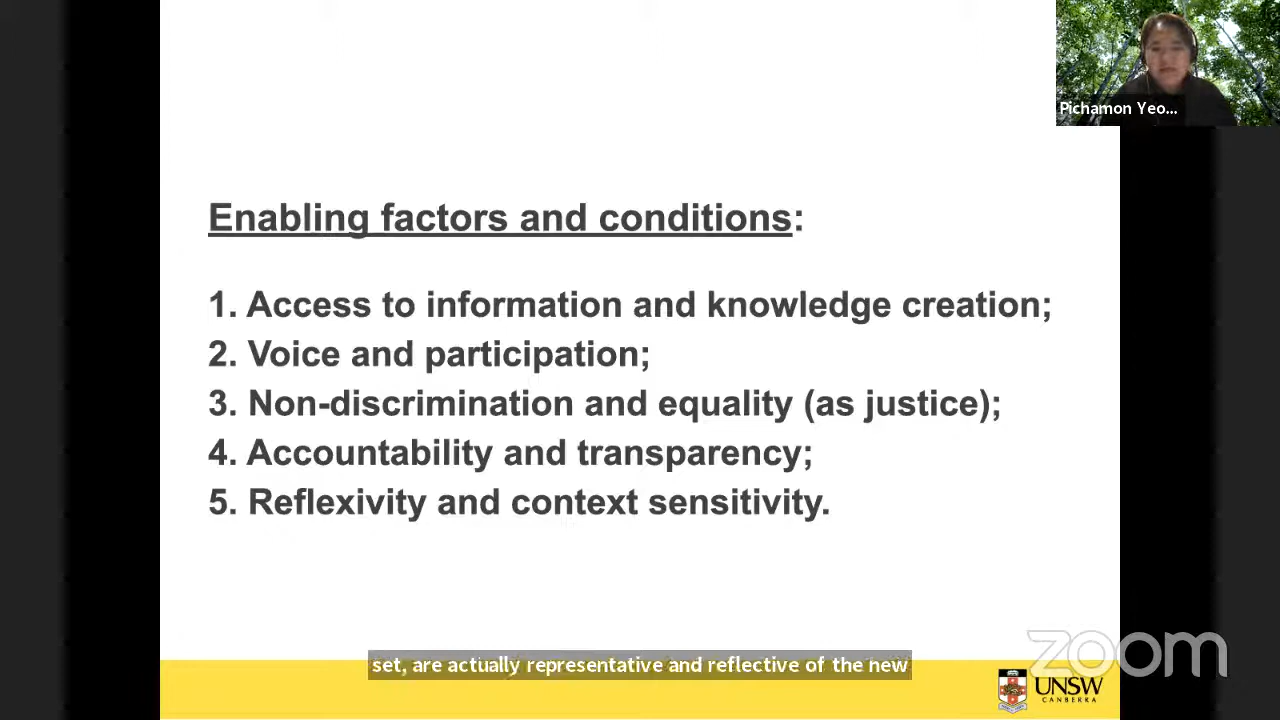 Pichamon Yeo...
Enabling factors and conditions:
1. Access to information and knowledge creation;
2. Voice and participation;
3. Non-discrimination and equality (as justice);
4. Accountability and transparency;
5. Reflexivity and context sensitivity.
zoom
set, are actually representative and reflective of the new
UNSW
CANBERRA